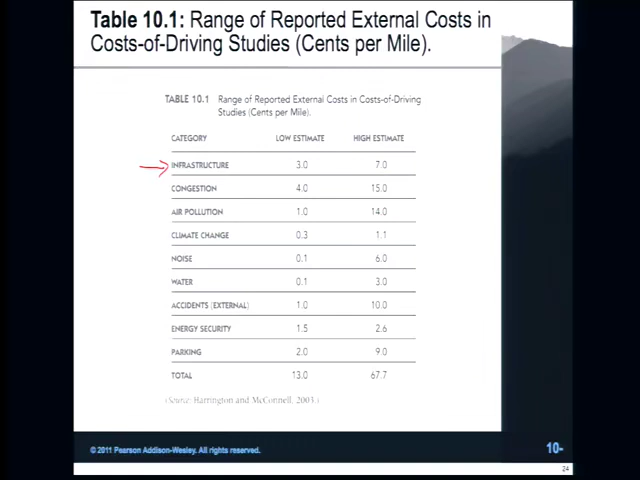 Table 10.1: Range of Reported External Costs in
Costs-of-Driving Studies (Cents per Mile).
TABLE 10.1 Range of Reported External Costs in Costs-of-Driving
Studies (Cents per Mile).
CATEGORY LOW ESTIMATE HIGH ESTIMATE
INFRASTRUCTURE 3.0 7.0
CONGESTION 4.0 15.0
AIR POLLUTION 1.0 14.0
CLIMATE CHANGE 0.3 1.1
NOISE 0.1 6.0
WATER 0.1 3.0
ACCIDENTS (EXTERNAL) 1.0 10.0
ENERGY SECURITY 1.5 2.6
PARKING 2.0 9.0
TOTAL 13.0 67.7
(Source: Harrington and McConnell, 2003.)
© 2011 Pearson Addison-Wesley. All rights reserved. 10-
24